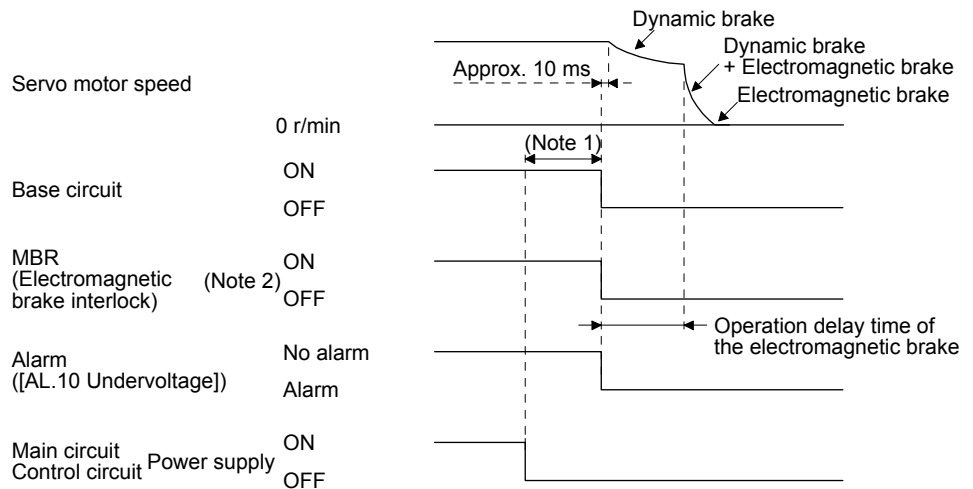 Dynamic brake
Dynamic brake
+ Electromagnetic brake
Electromagnetic brake
Approx. 10 ms
Servo motor speed
0 r/min
(Note 1)
ON
Base circuit
OFF
MBR
(Electromagnetic
brake interlock)
(Note 2)
ON
OFF
Operation delay time of
the electromagnetic brake
Alarm
([AL.10 Undervoltage])
No alarm
Alarm
Main circuit
Control circuit
Power supply
ON
OFF